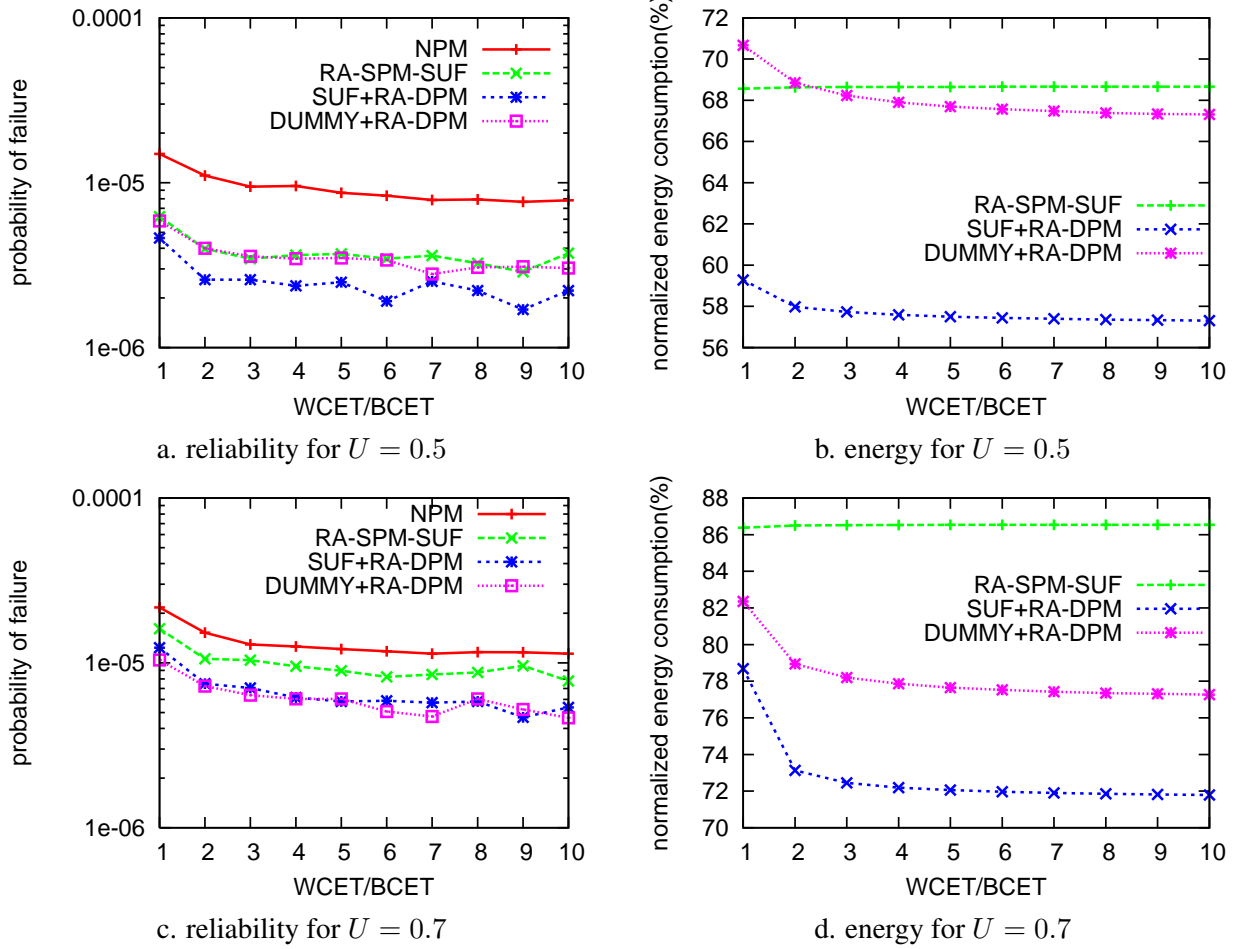 0.0001
1e-05
1e-06
probability of failure
NPM
RA-SPM-SUF
SUF+RA-DPM
DUMMY+RA-DPM
1 2 3 4 5 6 7 8 9 10
WCET/BCET
a. reliability for U = 0.5
72
70
68
66
64
62
60
58
56
normalized energy consumption(%)
RA-SPM-SUF
SUF+RA-DPM
DUMMY+RA-DPM
1 2 3 4 5 6 7 8 9 10
WCET/BCET
b. energy for U = 0.5
0.0001
1e-05
1e-06
probability of failure
NPM
RA-SPM-SUF
SUF+RA-DPM
DUMMY+RA-DPM
1 2 3 4 5 6 7 8 9 10
WCET/BCET
c. reliability for U = 0.7
88
86
84
82
80
78
76
74
72
70
normalized energy consumption(%)
RA-SPM-SUF
SUF+RA-DPM
DUMMY+RA-DPM
1 2 3 4 5 6 7 8 9 10
WCET/BCET
d. energy for U = 0.7